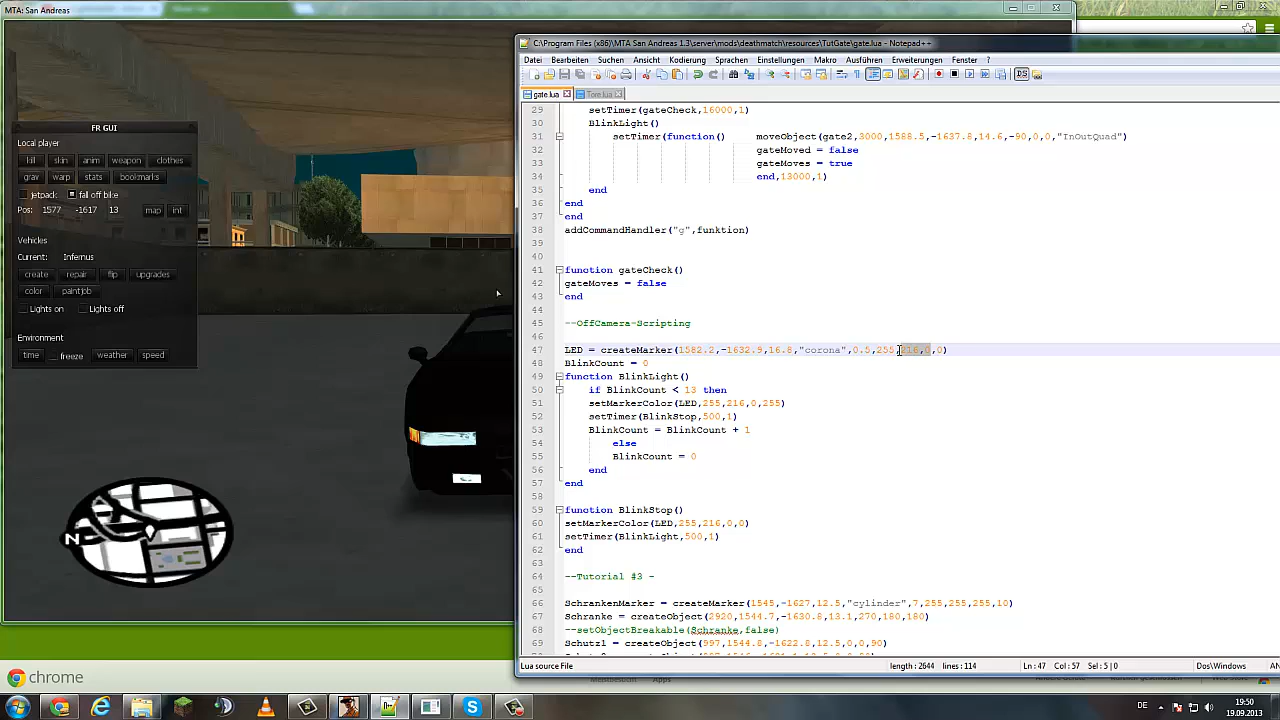 MTA: San Andreas
FR GUI
Local player
kill skin anim weapon clothes
grav warp stats bookmarks
jetpack fall off bike
Pos: 1577 -1617 13 map int
Vehicles
Current: Infernus
create repair flip upgrades
color paintjob
Lights on Lights off
Environment
time freeze weather speed
N
C:\Program Files (x86)\MTA San Andreas 1.3\server\mods\deathmatch\resources\TutGate\gate.lua - Notepad++
Datei Bearbeiten Suchen Ansicht Kodierung Sprachen Einstellungen Makro Ausführen Erweiterungen Fenster ?
gate.lua Tore.lua
29 setTimer(gateCheck,16000,1)
30 BlinkLight()
31 setTimer(function() moveObject(gate2,3000,1588.5,-1637.8,14.6,-90,0,0,"InOutQuad")
32 gateMoved = false
33 gateMoves = true
34 end,13000,1)
35 end
36 end
37 end
38 addCommandHandler("g",funktion)
39
40
41 function gateCheck()
42 gateMoves = false
43 end
44
45 --OffCamera-Scripting
46
47 LED = createMarker(1582.2,-1632.9,16.8,"corona",0.5,255,216,0,0)
48 BlinkCount = 0
49 function BlinkLight()
50 if BlinkCount < 13 then
51 setMarkerColor(LED,255,216,0,255)
52 setTimer(BlinkStop,500,1)
53 BlinkCount = BlinkCount + 1
54 else
55 BlinkCount = 0
56 end
57 end
58
59 function BlinkStop()
60 setMarkerColor(LED,255,216,0,0)
61 setTimer(BlinkLight,500,1)
62 end
63
64 --Tutorial #3 -
65
66 SchrankenMarker = createMarker(1545,-1627,12.5,"cylinder",7,255,255,255,10)
67 Schranke = createObject(2920,1544.7,-1630.8,13.1,270,180,180)
68 --setObjectBreakable(Schranke,false)
69 Schutz1 = createObject(997,1544.8,-1622.8,12.5,0,0,90)
Lua source File length : 2644 lines : 114 Ln : 47 Col : 57 Sel : 5 | 0 Dos\Windows
chrome
Apps
DE 19:50
19.09.2013